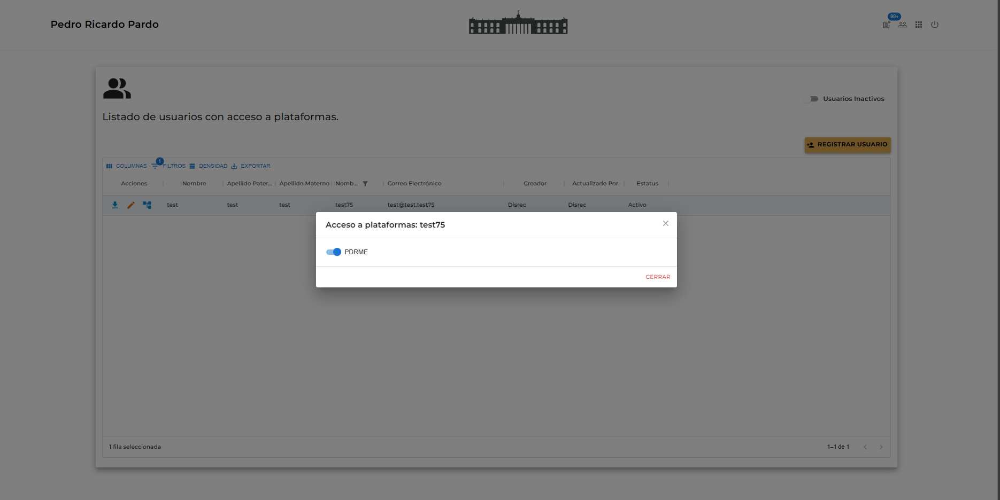 Pedro Ricardo Pardo
99+
Usuarios Inactivos
Listado de usuarios con acceso a plataformas.
REGISTRAR USUARIO
COLUMNAS 1 FILTROS DENSIDAD EXPORTAR
Acciones Nombre Apellido Pater... Apellido Materno Nomb... Correo Electrónico Creador Actualizado Por Estatus
test test test test75 test@test.test75 Disrec Disrec Activo
Acceso a plataformas: test75
PDRME
CERRAR
1 fila seleccionada 1–1 de 1